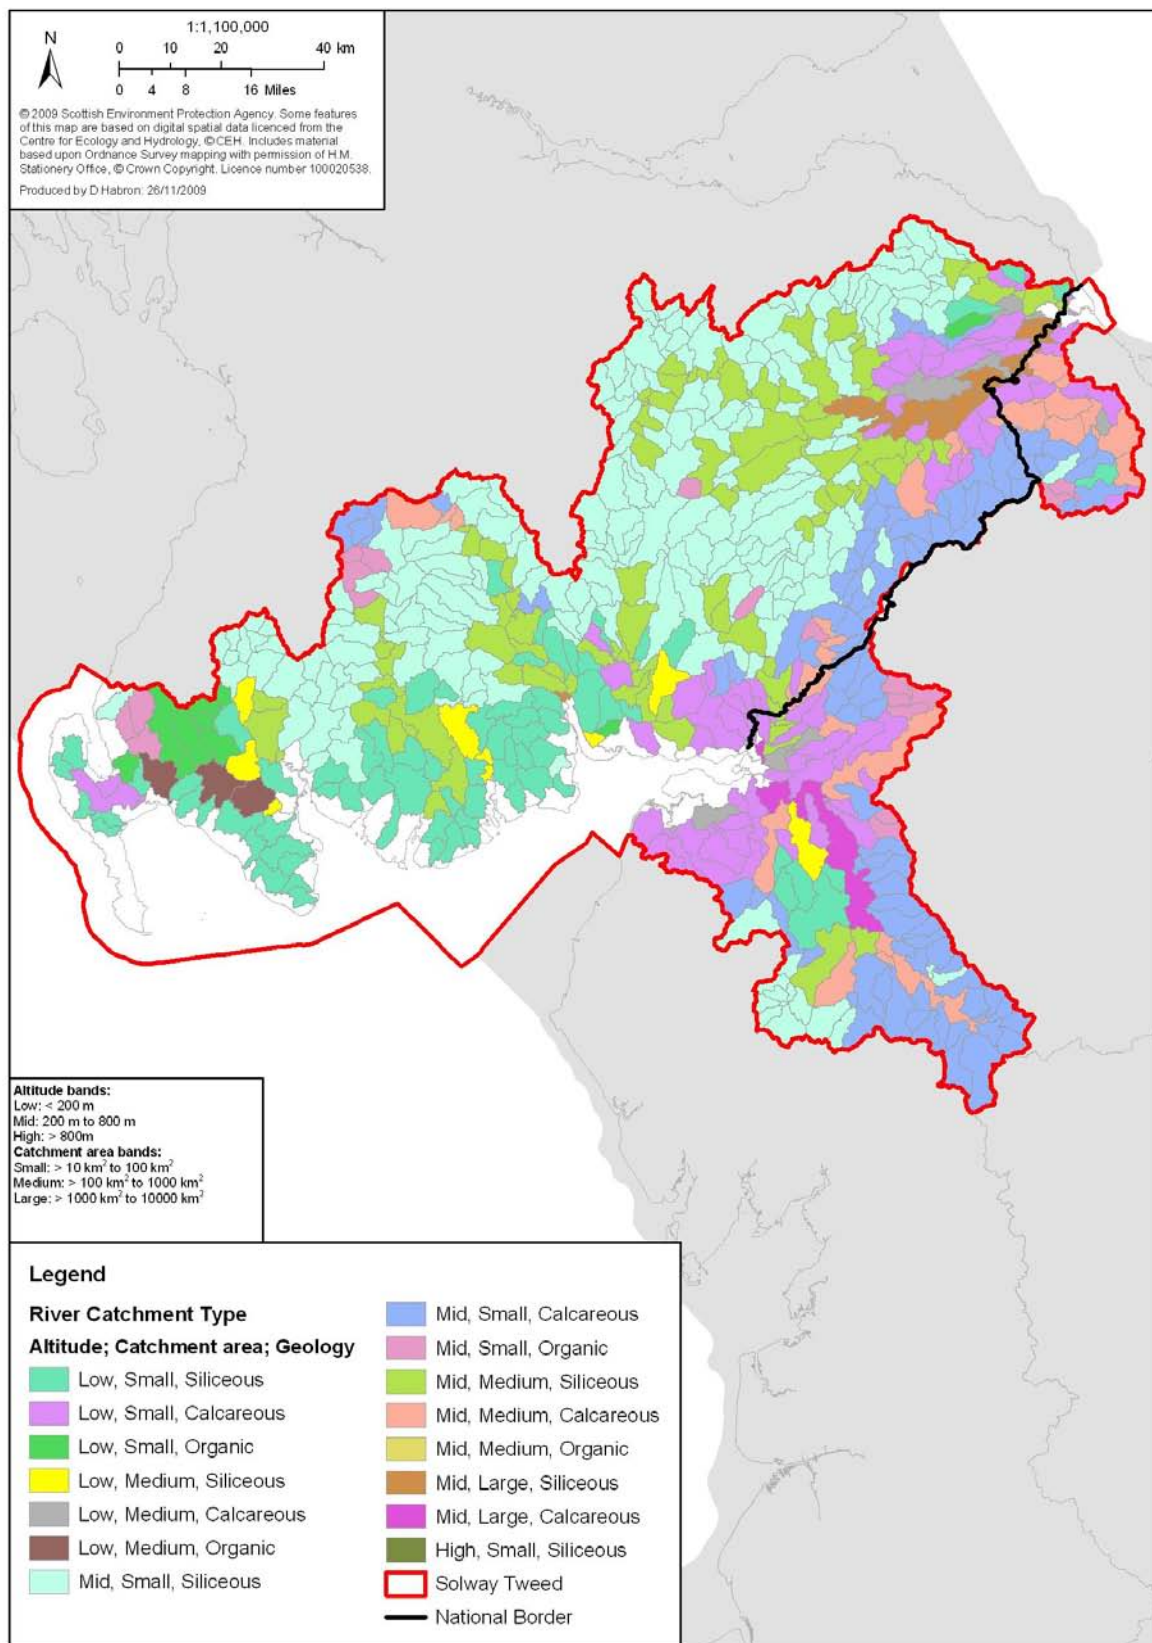 1:1,100,000
N
0 10 20 40 km
0 4 8 16 Miles
© 2009 Scottish Environment Protection Agency. Some features
of this map are based on digital spatial data licenced from the
Centre for Ecology and Hydrology, © CEH. Includes material
based upon Ordnance Survey mapping with permission of H.M.
Stationery Office, © Crown Copyright. Licence number 100020538.
Produced by D Habron: 26/11/2009
Altitude bands:
Low: < 200 m
Mid: 200 m to 800 m
High: > 800m
Catchment area bands:
Small: > 10 km² to 100 km²
Medium: > 100 km² to 1000 km²
Large: > 1000 km² to 10000 km²
Legend
River Catchment Type
Altitude; Catchment area; Geology
Low, Small, Siliceous
Low, Small, Calcareous
Low, Small, Organic
Low, Medium, Siliceous
Low, Medium, Calcareous
Low, Medium, Organic
Mid, Small, Siliceous
Mid, Small, Calcareous
Mid, Small, Organic
Mid, Medium, Siliceous
Mid, Medium, Calcareous
Mid, Medium, Organic
Mid, Large, Siliceous
Mid, Large, Calcareous
High, Small, Siliceous
Solway Tweed
National Border